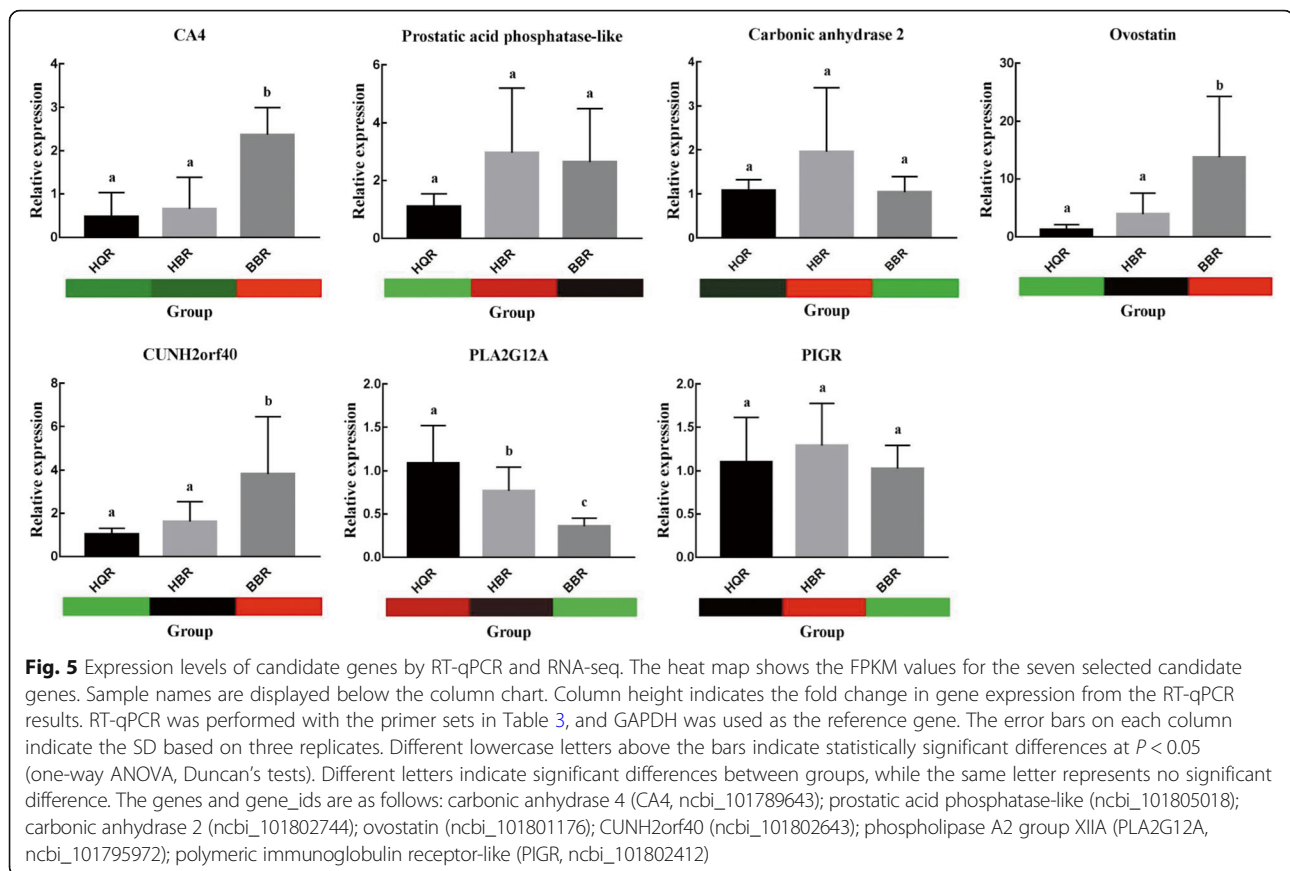 CA4
Relative expression
4
3
2
1
0
a
a
b
HQR
HBR
BBR
Group
Prostatic acid phosphatase-like
Relative expression
6
4
2
0
a
a
a
HQR
HBR
BBR
Group
Carbonic anhydrase 2
Relative expression
4
3
2
1
0
a
a
a
HQR
HBR
BBR
Group
Ovostatin
Relative expression
30
20
10
0
a
a
b
HQR
HBR
BBR
Group
CUNH2orf40
Relative expression
8
6
4
2
0
a
a
b
HQR
HBR
BBR
Group
PLA2G12A
Relative expression
2.0
1.5
1.0
0.5
0.0
a
b
c
HQR
HBR
BBR
Group
PIGR
Relative expression
2.0
1.5
1.0
0.5
0.0
a
a
a
HQR
HBR
BBR
Group
Fig. 5 Expression levels of candidate genes by RT-qPCR and RNA-seq. The heat map shows the FPKM values for the seven selected candidate
genes. Sample names are displayed below the column chart. Column height indicates the fold change in gene expression from the RT-qPCR
results. RT-qPCR was performed with the primer sets in Table 3, and GAPDH was used as the reference gene. The error bars on each column
indicate the SD based on three replicates. Different lowercase letters above the bars indicate statistically significant differences at P < 0.05
(one-way ANOVA, Duncan's tests). Different letters indicate significant differences between groups, while the same letter represents no significant
difference. The genes and gene_ids are as follows: carbonic anhydrase 4 (CA4, ncbi_101789643); prostatic acid phosphatase-like (ncbi_101805018);
carbonic anhydrase 2 (ncbi_101802744); ovostatin (ncbi_101801176); CUNH2orf40 (ncbi_101802643); phospholipase A2 group XIIA (PLA2G12A,
ncbi_101795972); polymeric immunoglobulin receptor-like (PIGR, ncbi_101802412)